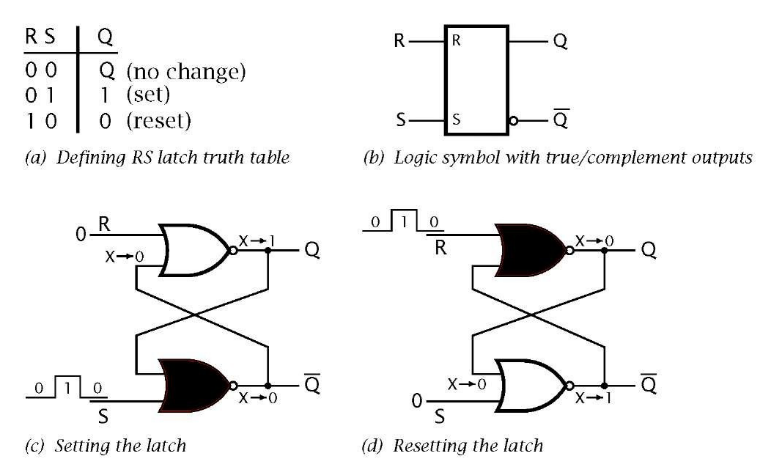 R S Q
0 0 Q (no change)
0 1 1 (set)
1 0 0 (reset)
(a) Defining RS latch truth table
R R Q
S S Q̅
(b) Logic symbol with true/complement outputs
0 R
X→0
X→1 Q
0 1 0
S
X→0 Q̅
(c) Setting the latch
0 1 0
R
X→0 Q
X→0
0
S
X→1 Q̅
(d) Resetting the latch